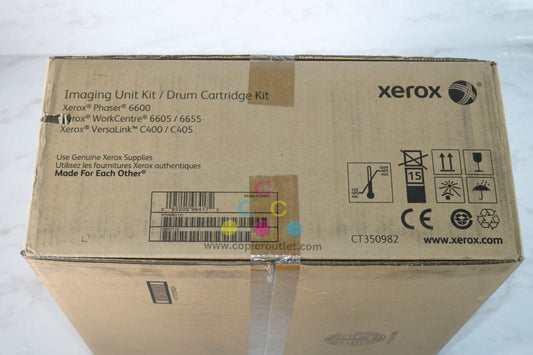 Imaging Unit Kit / Drum Cartridge Kit
Xerox® Phaser® 6600
Xerox® WorkCentre® 6605 / 6655
Xerox® VersaLink™ C400 / C405
Use Genuine Xerox Supplies
Utilisez les fournitures Xerox authentiques
Made For Each Other®
xerox
15
C
C C
www.copieroutlet.com
CT350982
www.xerox.com